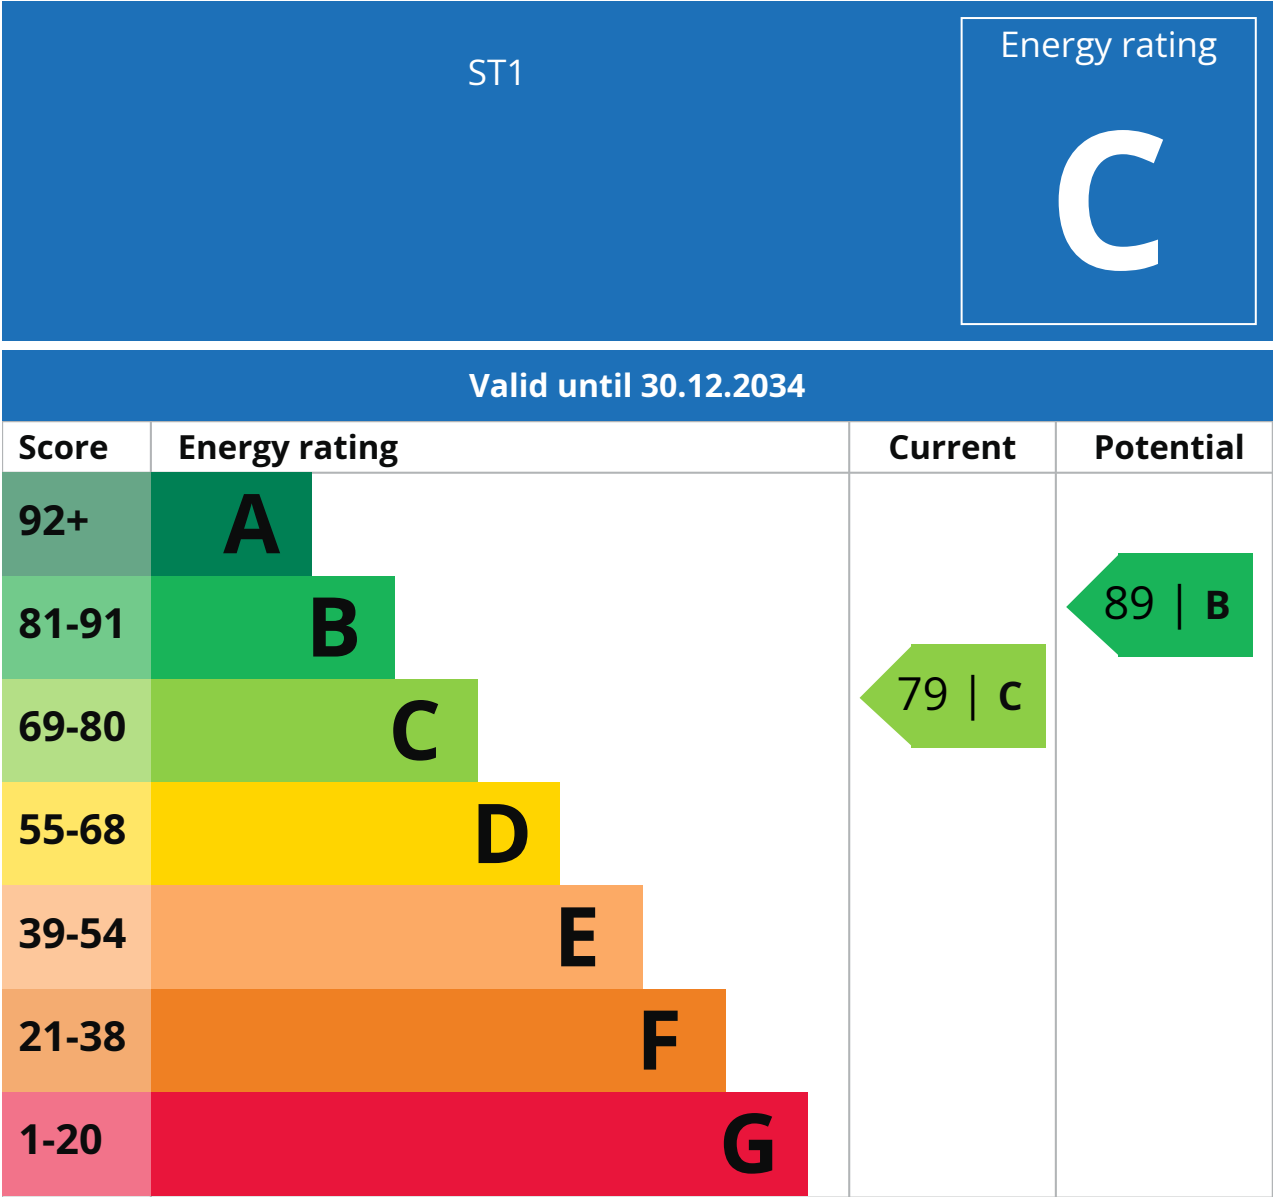 ST1
Energy rating
C
Valid until 30.12.2034
Score Energy rating Current Potential
92+ A
81-91 B 89 | B
69-80 C 79 | C
55-68 D
39-54 E
21-38 F
1-20 G